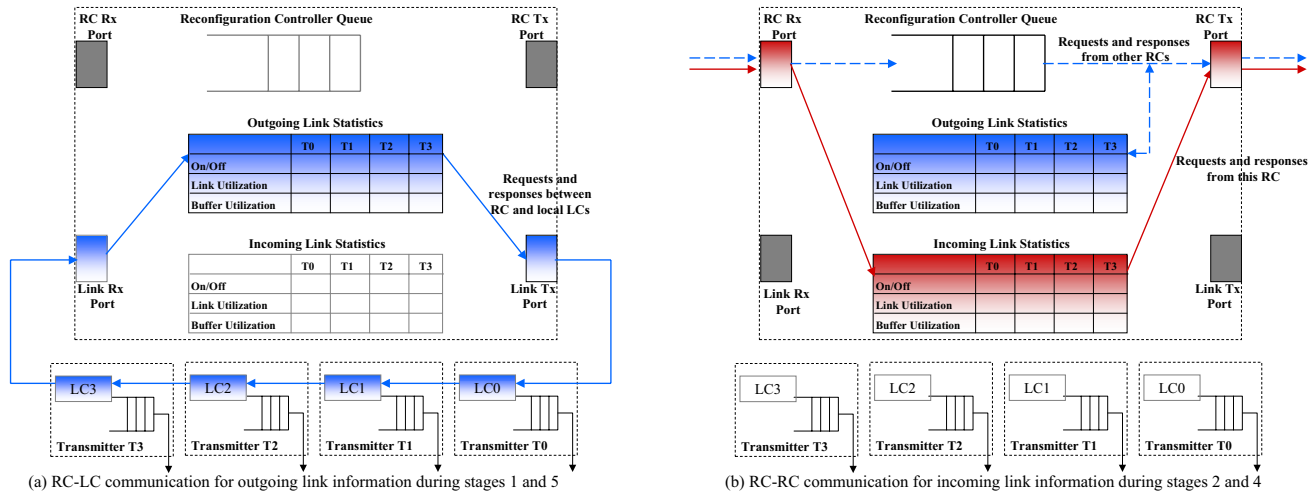 RC Rx
Port
Reconfiguration Controller Queue
RC Tx
Port
Outgoing Link Statistics
T0 T1 T2 T3
On/Off
Link Utilization
Buffer Utilization
Requests and
responses between
RC and local LCs
Incoming Link Statistics
T0 T1 T2 T3
On/Off
Link Utilization
Buffer Utilization
Link Rx
Port
Link Tx
Port
LC3 LC2 LC1 LC0
Transmitter T3 Transmitter T2 Transmitter T1 Transmitter T0
(a) RC-LC communication for outgoing link information during stages 1 and 5
RC Rx
Port
Reconfiguration Controller Queue
RC Tx
Port
Requests and responses
from other RCs
Outgoing Link Statistics
T0 T1 T2 T3
On/Off
Link Utilization
Buffer Utilization
Requests and responses
from this RC
Incoming Link Statistics
T0 T1 T2 T3
On/Off
Link Utilization
Buffer Utilization
Link Rx
Port
Link Tx
Port
LC3 LC2 LC1 LC0
Transmitter T3 Transmitter T2 Transmitter T1 Transmitter T0
(b) RC-RC communication for incoming link information during stages 2 and 4